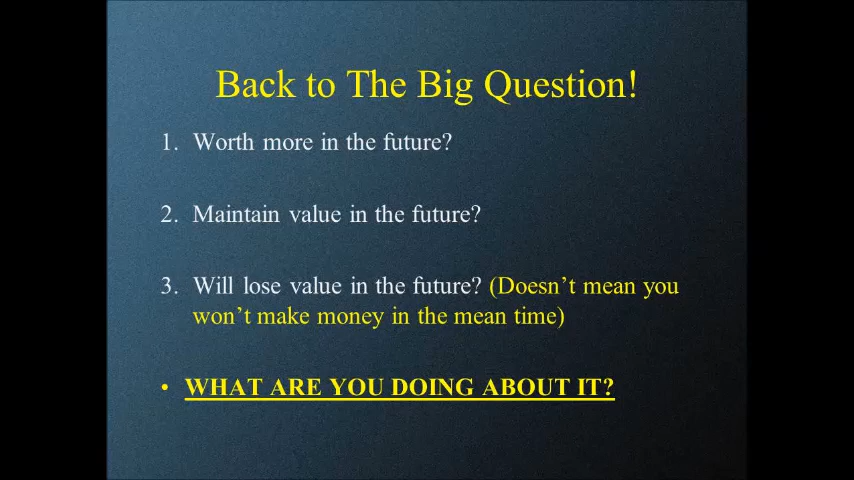 Back to The Big Question!
1. Worth more in the future?
2. Maintain value in the future?
3. Will lose value in the future? (Doesn’t mean you
won’t make money in the mean time)
• WHAT ARE YOU DOING ABOUT IT?